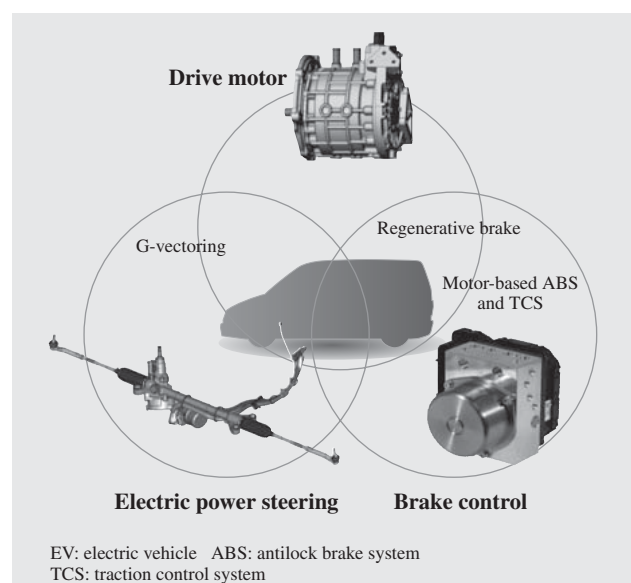 Drive motor
G-vectoring
Regenerative brake
Motor-based ABS
and TCS
Electric power steering
Brake control
EV: electric vehicle ABS: antilock brake system
TCS: traction control system